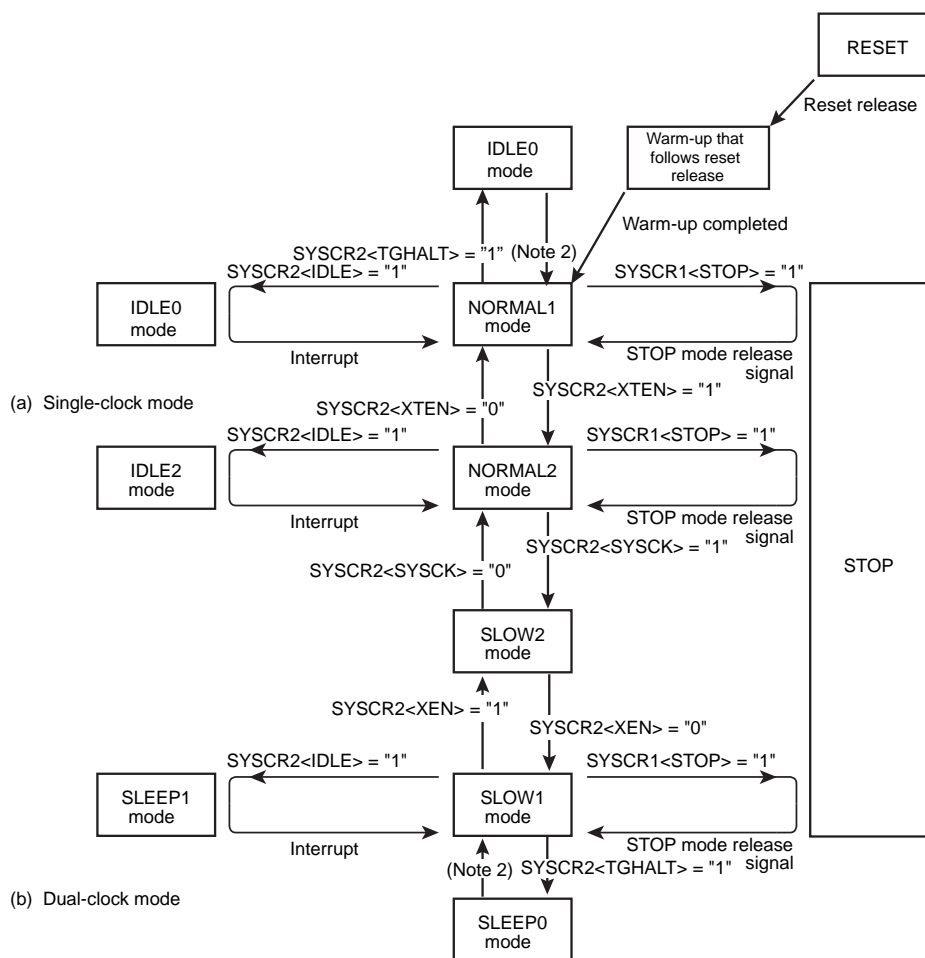 RESET
Reset release
Warm-up that
follows reset
release
IDLE0
mode
Warm-up completed
SYSCR2<TGHALT> = "1"
(Note 2)
SYSCR2<IDLE> = "1"
SYSCR1<STOP> = "1"
IDLE0
mode
NORMAL1
mode
Interrupt
STOP mode release
signal
(a) Single-clock mode
SYSCR2<XTEN> = "0"
SYSCR2<XTEN> = "1"
SYSCR2<IDLE> = "1"
SYSCR1<STOP> = "1"
IDLE2
mode
NORMAL2
mode
Interrupt
STOP mode release
signal
SYSCR2<SYSCK> = "1"
SYSCR2<SYSCK> = "0"
STOP
SLOW2
mode
SYSCR2<XEN> = "1"
SYSCR2<XEN> = "0"
SYSCR2<IDLE> = "1"
SYSCR1<STOP> = "1"
SLEEP1
mode
SLOW1
mode
Interrupt
STOP mode release
signal
(Note 2)
SYSCR2<TGHALT> = "1"
(b) Dual-clock mode
SLEEP0
mode